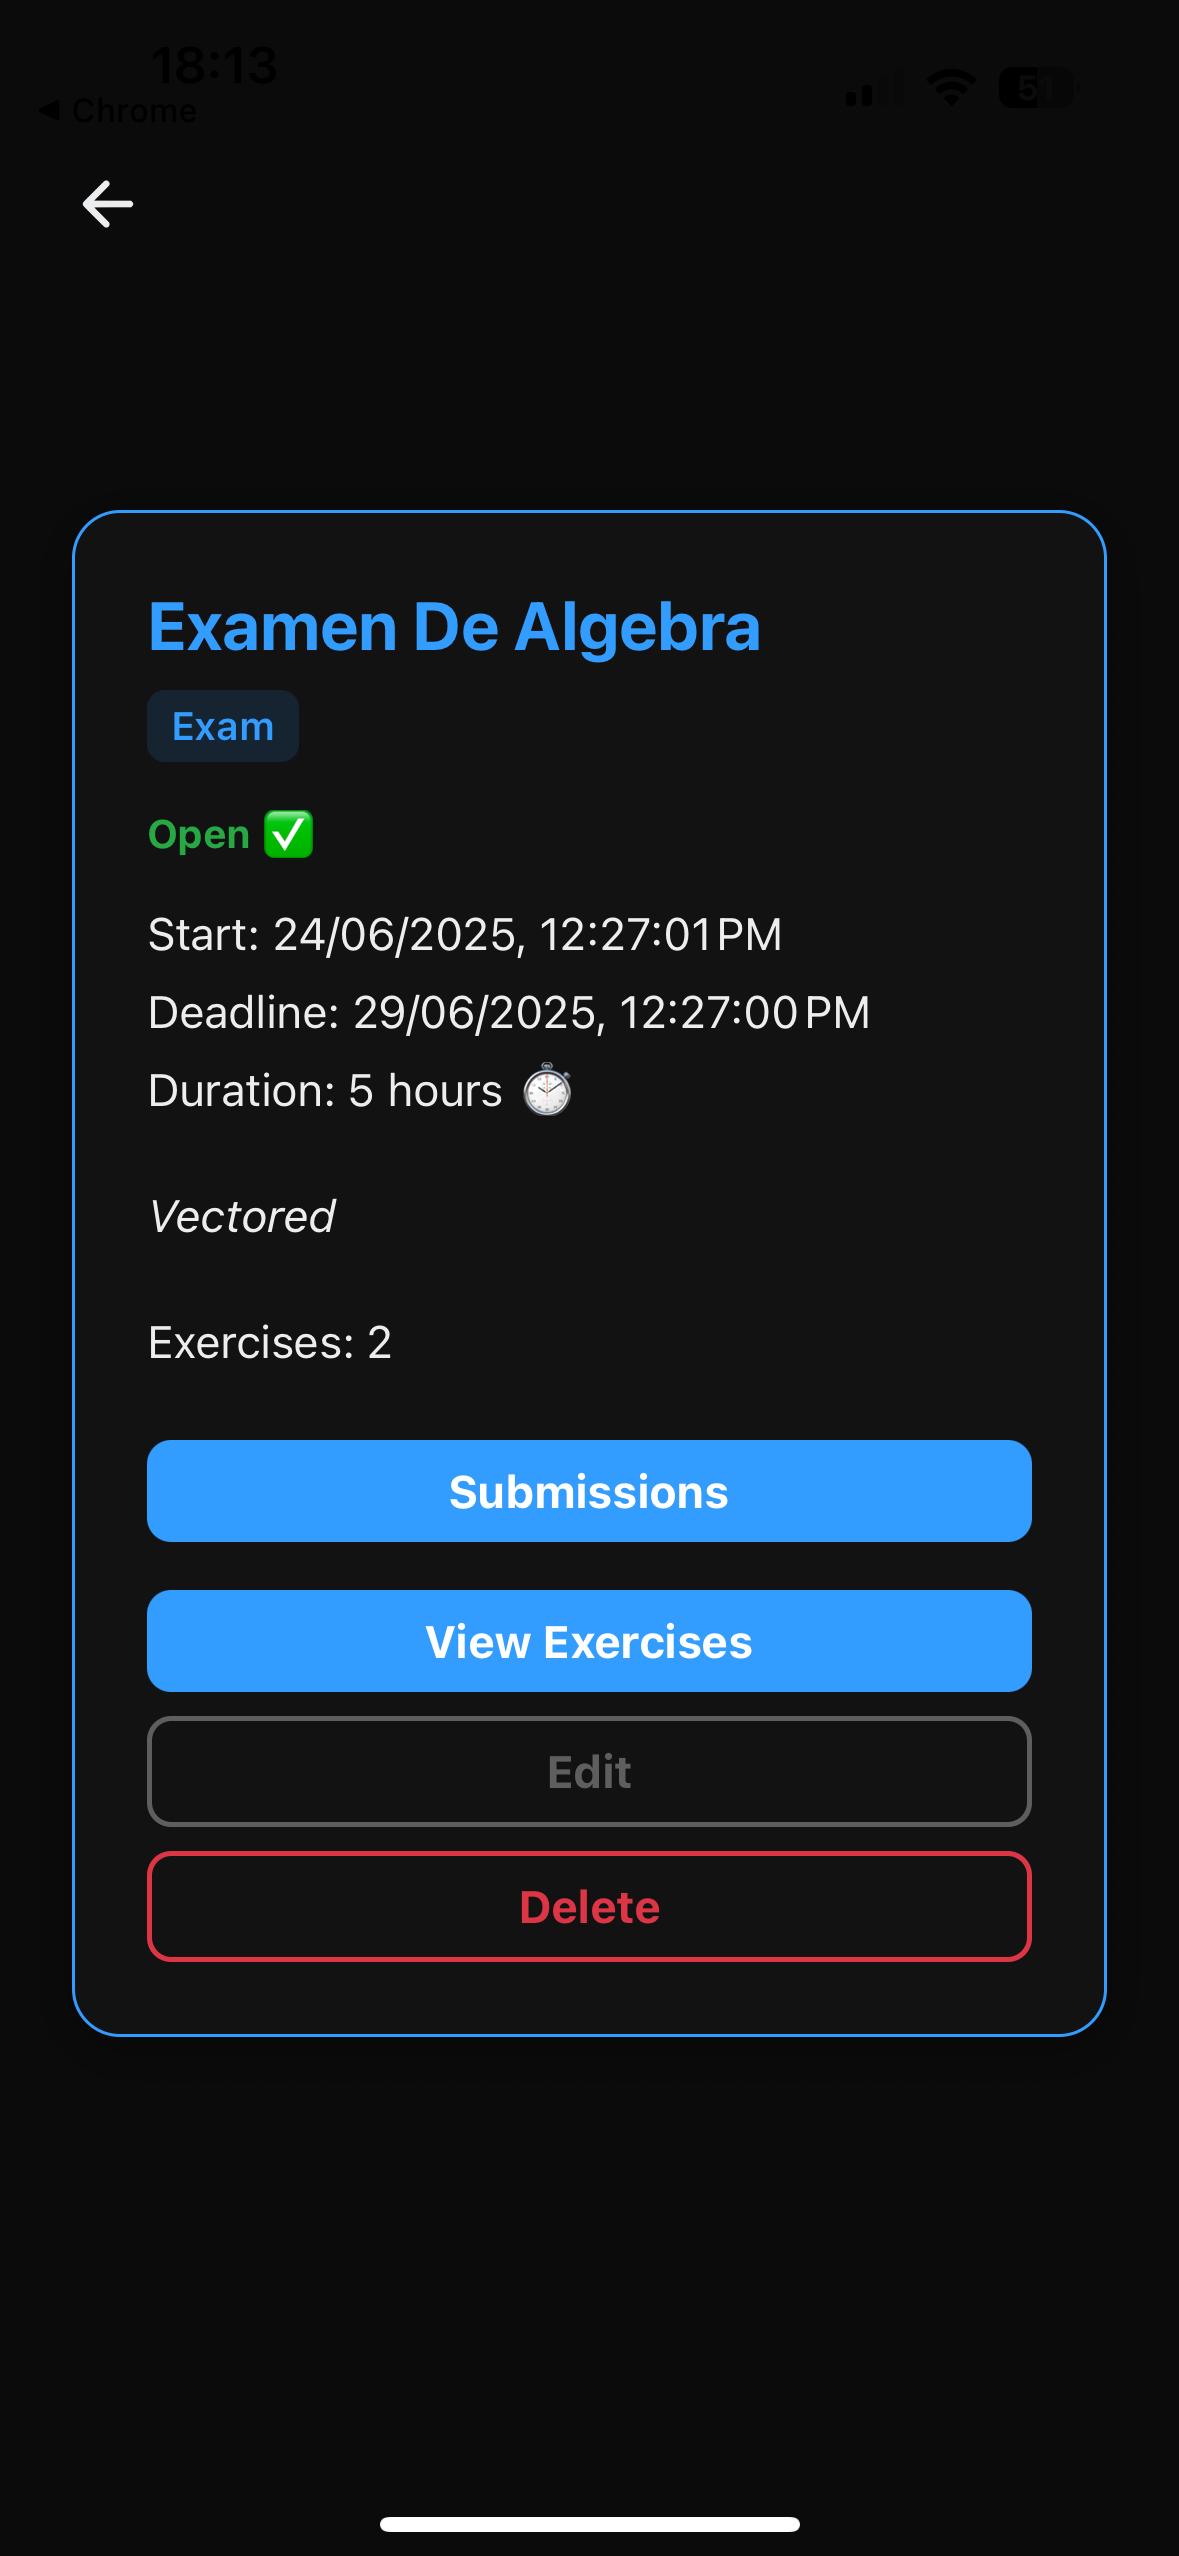 18:13
Chrome
51
Examen De Algebra
Exam
Open
Start: 24/06/2025, 12:27:01 PM
Deadline: 29/06/2025, 12:27:00 PM
Duration: 5 hours
Vectored
Exercises: 2
Submissions
View Exercises
Edit
Delete